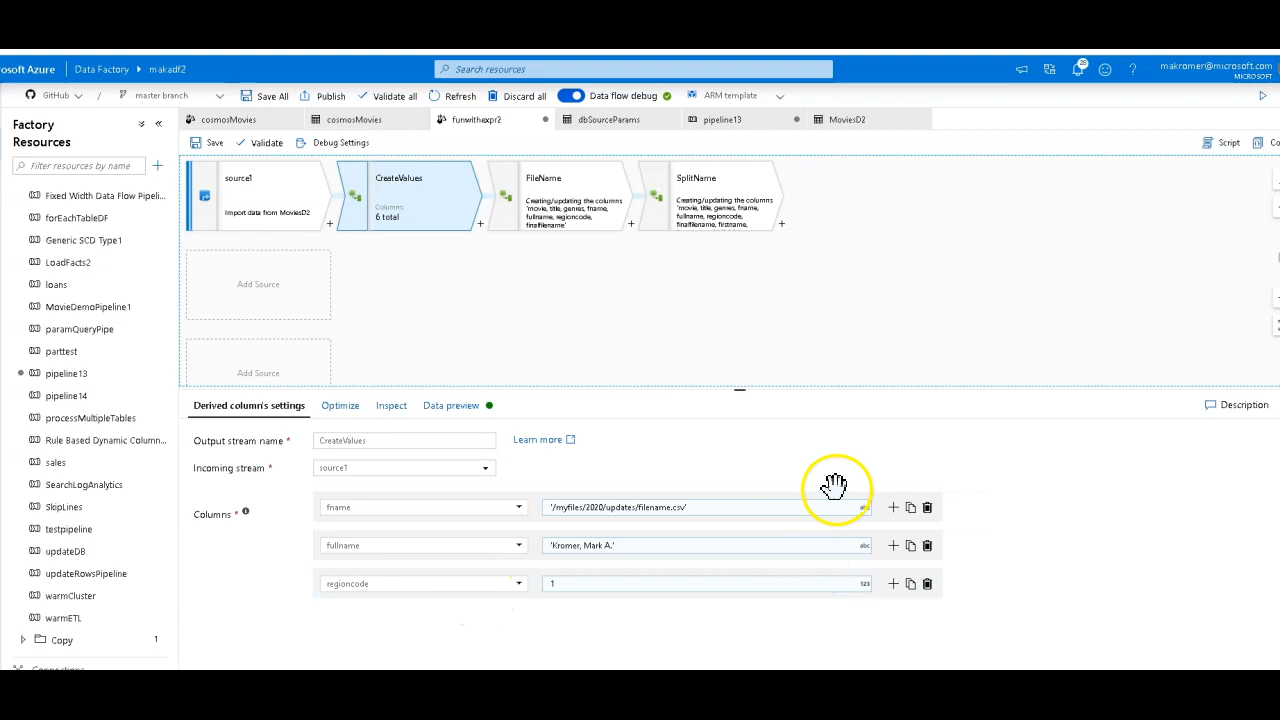 rosoft Azure
Data Factory
makadf2
Search resources
28
makromer@microsoft.com
MICROSOFT
GitHub
/
master branch
Save All
Publish
Validate all
Refresh
Discard all
Data flow debug
ARM template
Factory
Resources
Filter resources by name
cosmosMovies
cosmosMovies
funwithexpr2
dbSourceParams
pipeline13
MoviesD2
Save
Validate
Debug Settings
Script
Co
Fixed Width Data Flow Pipeli...
forEachTableDF
Generic SCD Type1
LoadFacts2
loans
MovieDemoPipeline1
paramQueryPipe
parttest
pipeline13
pipeline14
processMultipleTables
Rule Based Dynamic Column...
sales
SearchLogAnalytics
SkipLines
testpipeline
updateDB
updateRowsPipeline
warmCluster
warmETL
Copy
1
Connections
source1
Import data from MoviesD2
CreateValues
Columns:
6 total
FileName
Creating/updating the columns
'movie, title, genres, fname,
fullname, regioncode,
finalfilename'
SplitName
Creating/updating the columns
'movie, title, genres, fname,
fullname, regioncode,
finalfilename, firstname,
Add Source
Add Source
Derived column's settings
Optimize
Inspect
Data preview
Description
Output stream name *
CreateValues
Learn more
Incoming stream *
source1
Columns *
fname
'/myfiles/2020/updates/filename.csv'
abc
fullname
'Kromer, Mark A.'
abc
regioncode
1
123